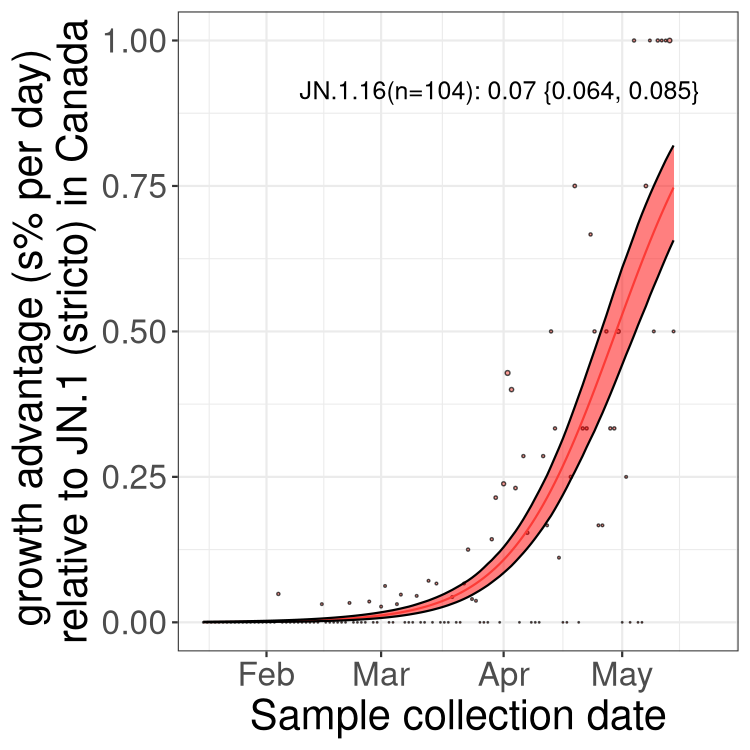 growth advantage (s% per day)
relative to JN.1 (stricto) in Canada
1.00
0.75
0.50
0.25
0.00
JN.1.16(n=104): 0.07 {0.064, 0.085}
Feb Mar Apr May
Sample collection date